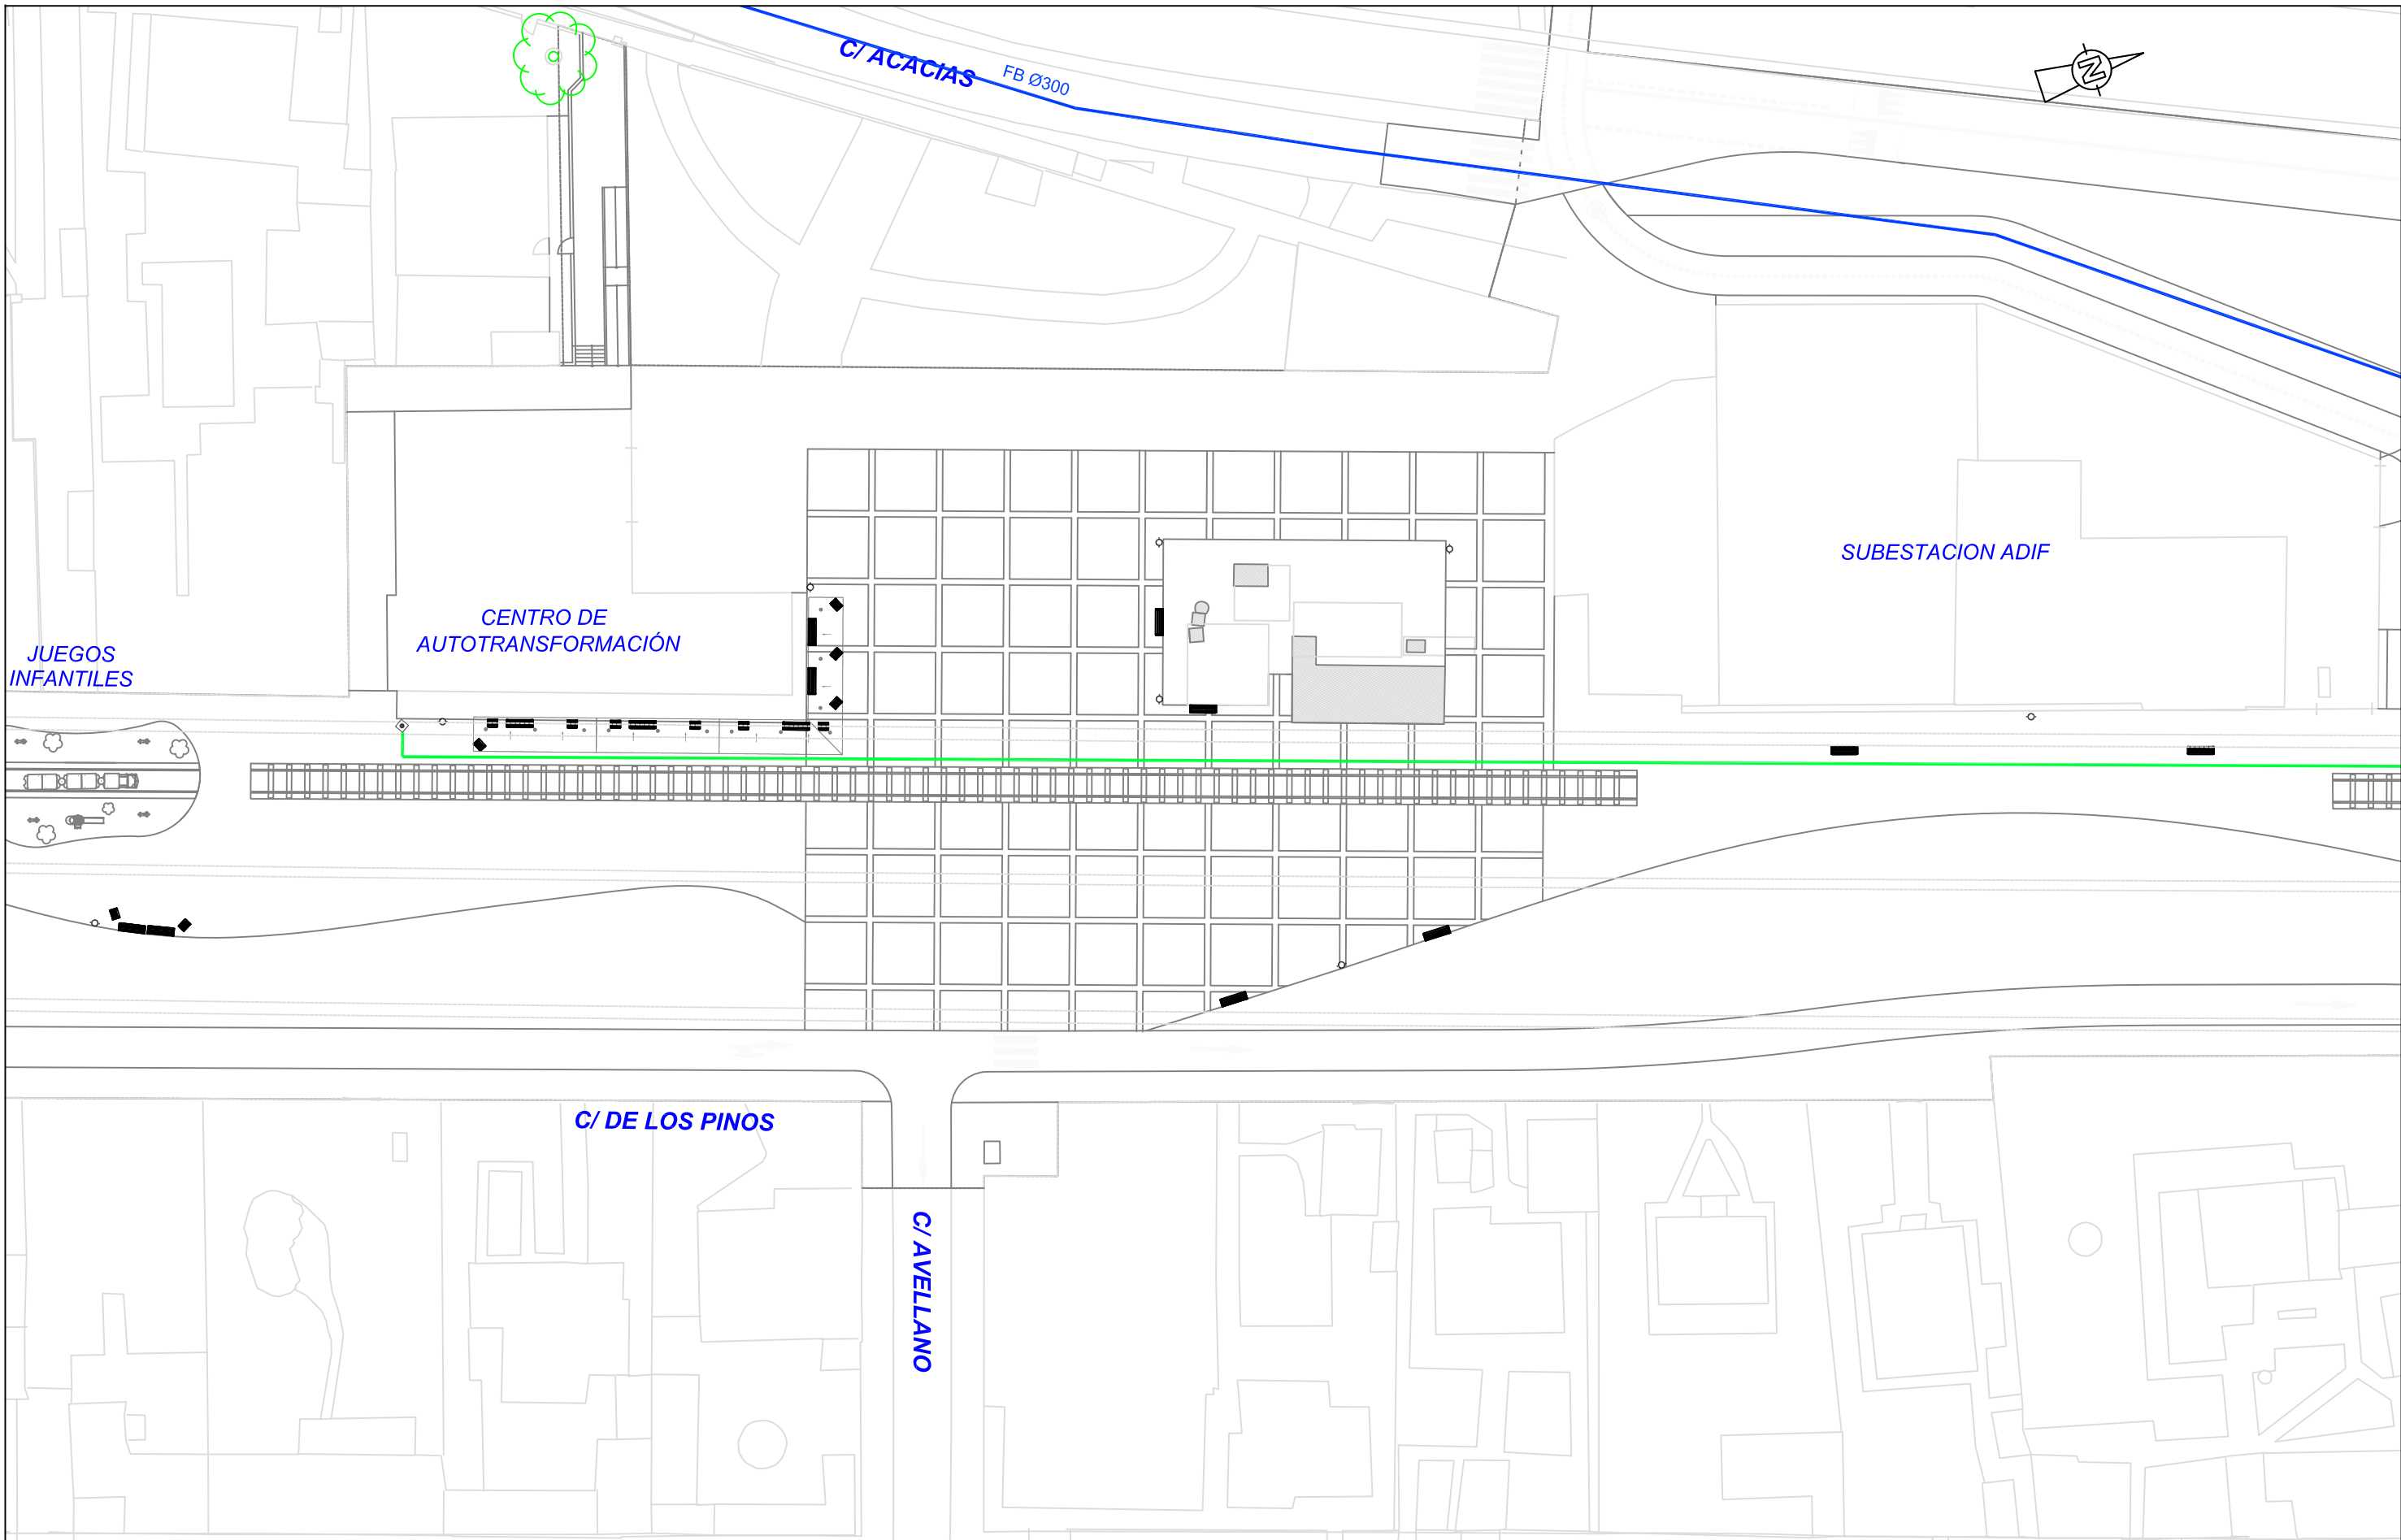 C/ ACACIAS
FB Ø300
N
SUBESTACION ADIF
CENTRO DE
AUTOTRANSFORMACIÓN
JUEGOS
INFANTILES
C/ DE LOS PINOS
C/ AVELLANO